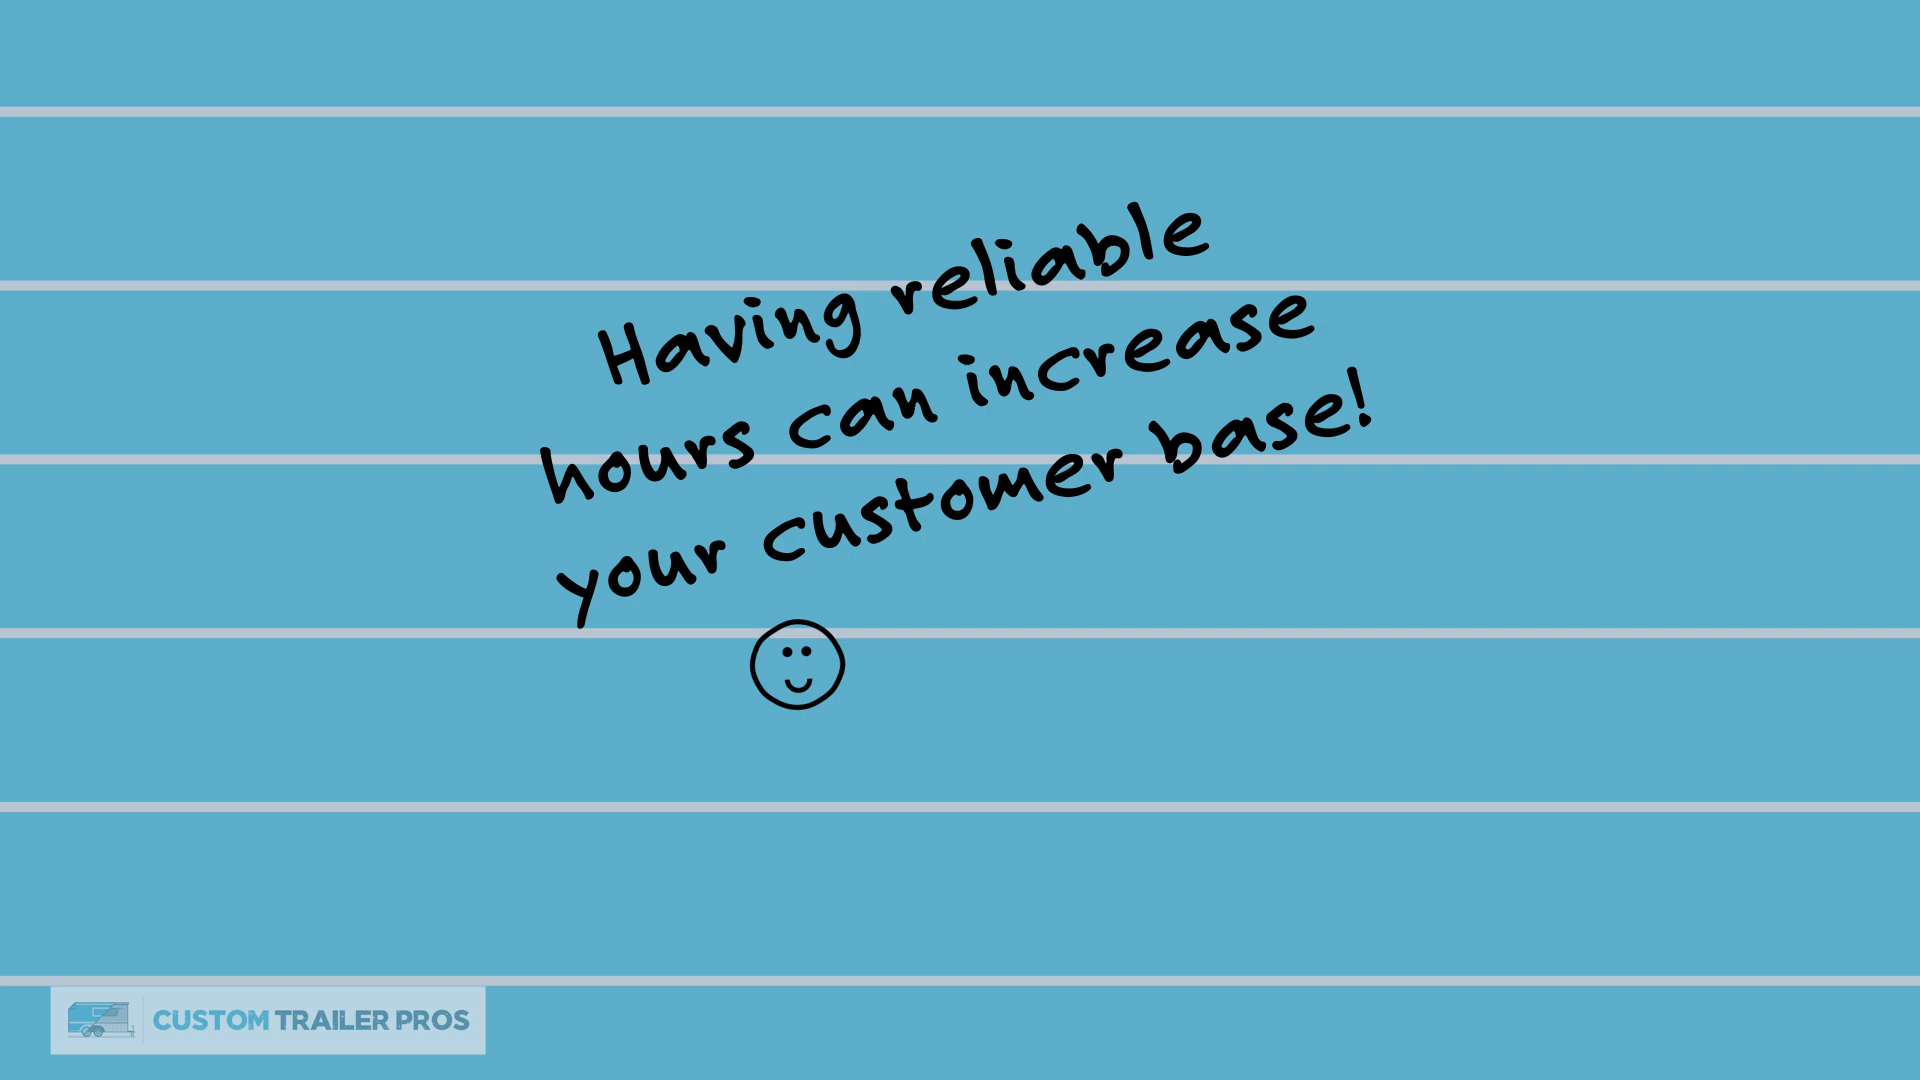 Having reliable
hours can increase
your customer base!
CUSTOM TRAILER PROS